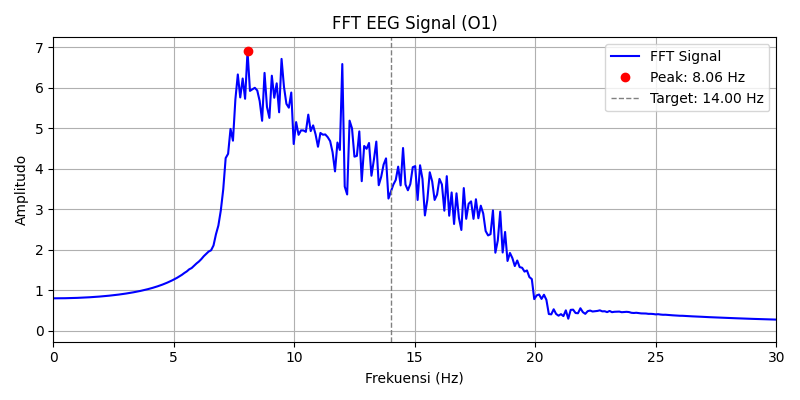 FFT EEG Signal (O1)
FFT Signal
Peak: 8.06 Hz
Target: 14.00 Hz
Amplitudo
7
6
5
4
3
2
1
0
0 5 10 15 20 25 30
Frekuensi (Hz)